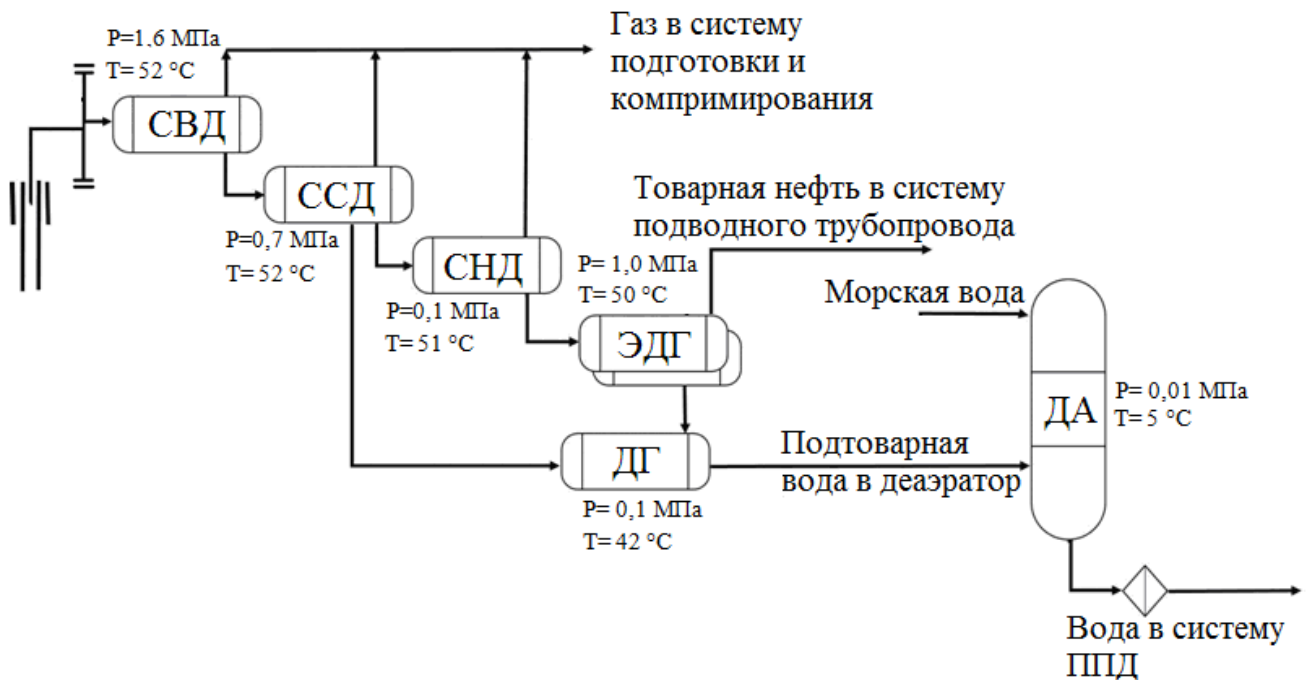 P=1,6 МПа
T= 52 °C
СВД
Газ в систему
подготовки и
компримирования
ССД
P=0,7 МПа
T= 52 °C
СНД
P=0,1 МПа
T= 51 °C
Товарная нефть в систему
подводного трубопровода
P= 1,0 МПа
T= 50 °C
ЭДГ
Морская вода
ДА
P= 0,01 МПа
T= 5 °C
ДГ
P= 0,1 МПа
T= 42 °C
Подтоварная
вода в деаэратор
Вода в систему
ППД